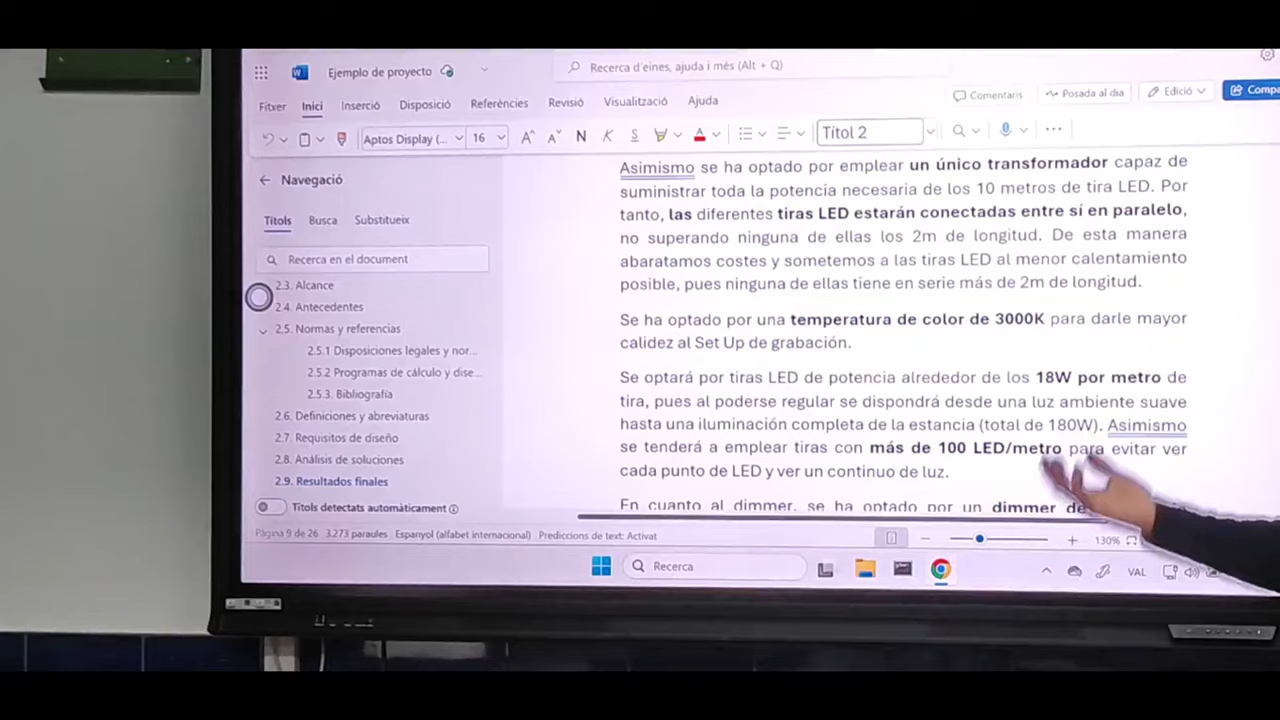 Ejemplo de proyecto
Recerca d'eines, ajuda i més (Alt + Q)
Fitxer Inici Inserció Disposició Referències Revisió Visualització Ajuda
Comentaris Posada al dia Edició Compa
Aptos Display (... 16 N K S A Títol 2 ...
Navegació
Títols Busca Substitueix
Recerca en el document
2.3. Alcance
2.4. Antecedentes
2.5. Normas y referencias
2.5.1 Disposiciones legales y nor...
2.5.2 Programas de cálculo y dise...
2.5.3. Bibliografía
2.6. Definiciones y abreviaturas
2.7. Requisitos de diseño
2.8. Análisis de soluciones
2.9. Resultados finales
Títols detectats automàticament
Asimismo se ha optado por emplear un único transformador capaz de
suministrar toda la potencia necesaria de los 10 metros de tira LED. Por
tanto, las diferentes tiras LED estarán conectadas entre sí en paralelo,
no superando ninguna de ellas los 2m de longitud. De esta manera
abaratamos costes y sometemos a las tiras LED al menor calentamiento
posible, pues ninguna de ellas tiene en serie más de 2m de longitud.
Se ha optado por una temperatura de color de 3000K para darle mayor
calidez al Set Up de grabación.
Se optará por tiras LED de potencia alrededor de los 18W por metro de
tira, pues al poderse regular se dispondrá desde una luz ambiente suave
hasta una iluminación completa de la estancia (total de 180W). Asimismo
se tenderá a emplear tiras con más de 100 LED/metro para evitar ver
cada punto de LED y ver un continuo de luz.
En cuanto al dimmer, se ha optado por un dimmer de
Pàgina 9 de 26 3.273 paraules Espanyol (alfabet internacional) Prediccions de text: Activat
130%
Recerca
VAL